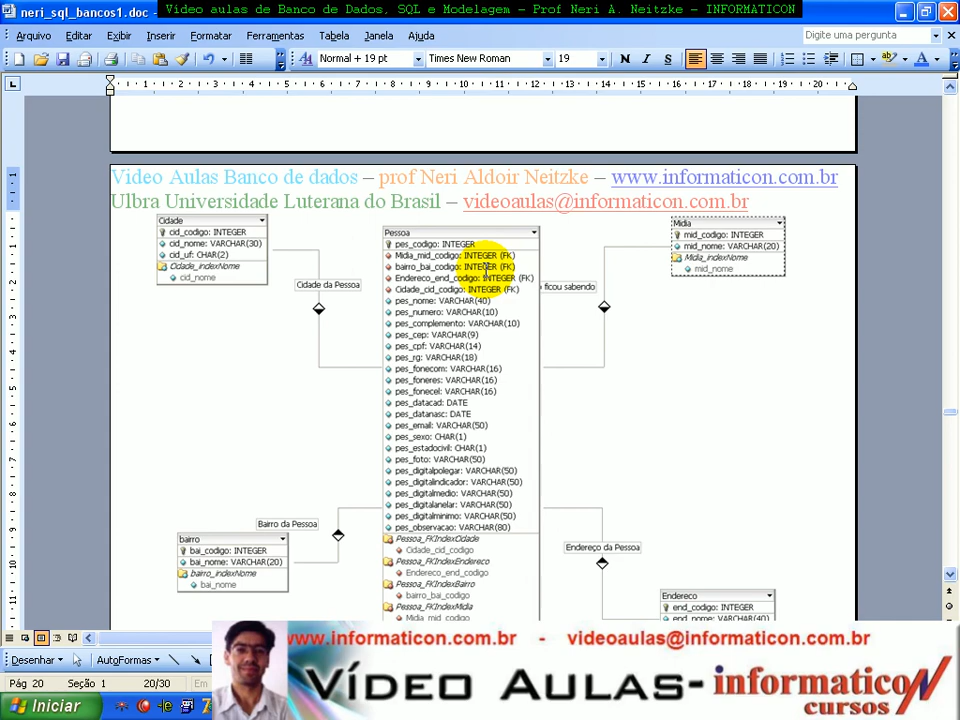 neri_sql_bancos1.doc -
Vídeo aulas de Banco de Dados, SQL e Modelagem - Prof Neri A. Neitzke - INFORMATICON
Arquivo Editar Exibir Inserir Formatar Ferramentas Tabela Janela Ajuda
Digite uma pergunta
Normal + 19 pt
Times New Roman
19
N I S
Vídeo Aulas Banco de dados – prof Neri Aldoir Neitzke – www.informaticon.com.br
Ulbra Universidade Luterana do Brasil – videoaulas@informaticon.com.br
Cidade
cid_codigo: INTEGER
cid_nome: VARCHAR(30)
cid_uf: CHAR(2)
Cidade_indexNome
cid_nome
Cidade da Pessoa
Pessoa
pes_codigo: INTEGER
Midia_mid_codigo: INTEGER (FK)
bairro_bai_codigo: INTEGER (FK)
Endereco_end_codigo: INTEGER (FK)
Cidade_cid_codigo: INTEGER (FK)
pes_nome: VARCHAR(40)
pes_numero: VARCHAR(10)
pes_complemento: VARCHAR(10)
pes_cep: VARCHAR(9)
pes_cpf: VARCHAR(14)
pes_rg: VARCHAR(18)
pes_fonecom: VARCHAR(16)
pes_foneres: VARCHAR(16)
pes_fonecel: VARCHAR(16)
pes_datacad: DATE
pes_datanasc: DATE
pes_email: VARCHAR(50)
pes_sexo: CHAR(1)
pes_estadocivil: CHAR(1)
pes_foto: VARCHAR(50)
pes_digitalpolegar: VARCHAR(50)
pes_digitalindicador: VARCHAR(50)
pes_digitalmedio: VARCHAR(50)
pes_digitalanelar: VARCHAR(50)
pes_digitalminimo: VARCHAR(50)
pes_observacao: VARCHAR(80)
Pessoa_FKIndexCidade
Cidade_cid_codigo
Pessoa_FKIndexEndereco
Endereco_end_codigo
Pessoa_FKIndexBairro
bairro_bai_codigo
Pessoa_FKIndexMidia
Midia_mid_codigo
Midia
mid_codigo: INTEGER
mid_nome: VARCHAR(20)
Midia_indexNome
mid_nome
o ficou sabendo
Bairro da Pessoa
bairro
bai_codigo: INTEGER
bai_nome: VARCHAR(20)
bairro_indexNome
bai_nome
Endereço da Pessoa
Endereco
end_codigo: INTEGER
end_nome: VARCHAR(40)
www.informaticon.com.br - videoaulas@informaticon.com.br
Vídeo Aulas- informaticon
cursos
Desenhar AutoFormas
Pág 20 Seção 1 20/30 Em
Iniciar